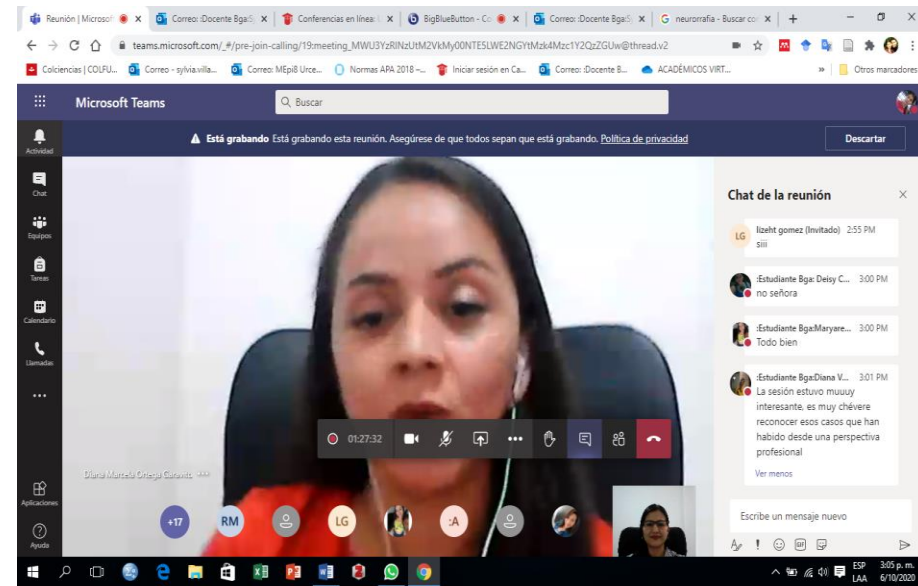 Reunión | Microsof
Correo: :Docente Bga:S
Conferencias en línea:
BigBlueButton - Co
Correo: :Docente Bga:S
neurorrafia - Buscar co
teams.microsoft.com/_#/pre-join-calling/19:meeting_MWU3YzRlNzUtM2VkMy00NTE5LWE2NGYtMzk4Mzc1Y2QzZGUw@thread.v2
Colciencias | COLFU...
Correo - sylvia.villa...
Correo: MEpi8 Urce...
Normas APA 2018 –...
Iniciar sesión en Ca...
Correo: :Docente B...
ACADÉMICOS VIRT...
Otros marcadores
Microsoft Teams
Buscar
Está grabando Está grabando esta reunión. Asegúrese de que todos sepan que está grabando. Política de privacidad
Descartar
Actividad
Chat
Equipos
Tareas
Calendario
Llamadas
Aplicaciones
Ayuda
01:27:32
+17
RM
LG
:A
Chat de la reunión
LG
lizeht gomez (Invitado) 2:55 PM
siii
:Estudiante Bga: Deisy C... 3:00 PM
no señora
:Estudiante Bga:Maryare... 3:00 PM
Todo bien
:Estudiante Bga:Diana V... 3:01 PM
La sesión estuvo muuuy
interesante, es muy chévere
reconocer esos casos que han
habido desde una perspectiva
profesional
Ver menos
Escribe un mensaje nuevo
GIF
ESP
LAA
3:05 p. m.
6/10/2020